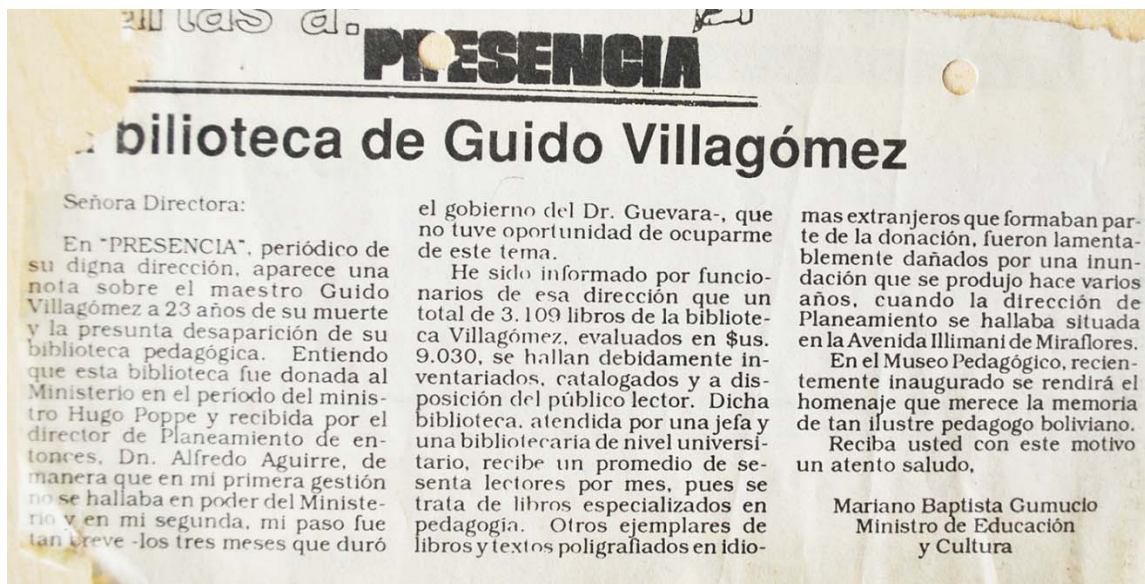 a:
PRESENCIA
bilioteca de Guido Villagómez
Señora Directora:
En "PRESENCIA", periódico de
su digna dirección, aparece una
nota sobre el maestro Guido
Villagómez a 23 años de su muerte
y la presunta desaparición de su
biblioteca pedagógica. Entiendo
que esta biblioteca fue donada al
Ministerio en el período del minis-
tro Hugo Poppe y recibida por el
director de Planeamiento de en-
tonces, Dn. Alfredo Aguirre, de
manera que en mi primera gestión
no se hallaba en poder del Ministe-
rio y en mi segunda, mi paso fue
tan breve -los tres meses que duró
el gobierno del Dr. Guevara-, que
no tuve oportunidad de ocuparme
de este tema.
He sido informado por funcio-
narios de esa dirección que un
total de 3.109 libros de la bibliote-
ca Villagómez, evaluados en $us.
9.030, se hallan debidamente in-
ventariados, catalogados y a dis-
posición del público lector. Dicha
biblioteca, atendida por una jefa y
una bibliotecaria de nivel universi-
tario, recibe un promedio de se-
senta lectores por mes, pues se
trata de libros especializados en
pedagogía. Otros ejemplares de
libros y textos poligrafiados en idio-
mas extranjeros que formaban par-
te de la donación, fueron lamenta-
blemente dañados por una inun-
dación que se produjo hace varios
años, cuando la dirección de
Planeamiento se hallaba situada
en la Avenida Illimani de Miraflores.
En el Museo Pedagógico, recien-
temente inaugurado se rendirá el
homenaje que merece la memoria
de tan ilustre pedagogo boliviano.
Reciba usted con este motivo
un atento saludo,
Mariano Baptista Gumucio
Ministro de Educación
y Cultura